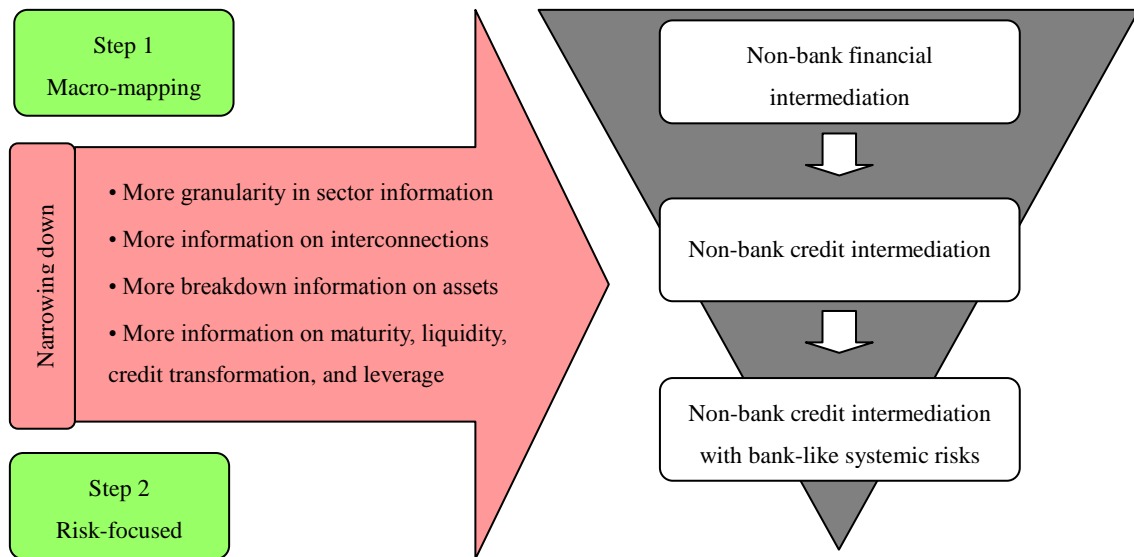 Step 1
Macro-mapping
Narrowing down
• More granularity in sector information
• More information on interconnections
• More breakdown information on assets
• More information on maturity, liquidity,
credit transformation, and leverage
Step 2
Risk-focused
Non-bank financial
intermediation
Non-bank credit intermediation
Non-bank credit intermediation
with bank-like systemic risks